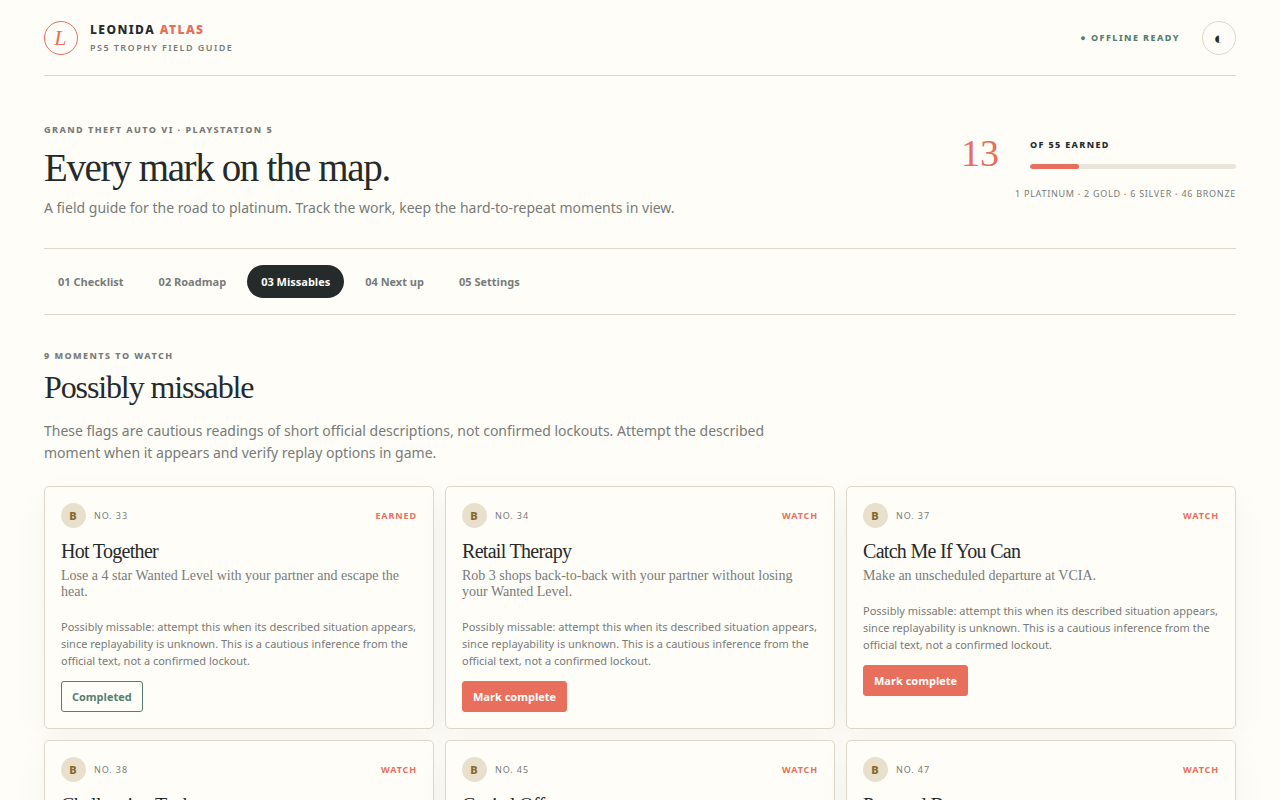 L
LEONIDA ATLAS
PS5 TROPHY FIELD GUIDE
• OFFLINE READY
GRAND THEFT AUTO VI · PLAYSTATION 5
Every mark on the map.
A field guide for the road to platinum. Track the work, keep the hard-to-repeat moments in view.
13
OF 55 EARNED
1 PLATINUM · 2 GOLD · 6 SILVER · 46 BRONZE
01 Checklist
02 Roadmap
03 Missables
04 Next up
05 Settings
9 MOMENTS TO WATCH
Possibly missable
These flags are cautious readings of short official descriptions, not confirmed lockouts. Attempt the described
moment when it appears and verify replay options in game.
B NO. 33 EARNED
Hot Together
Lose a 4 star Wanted Level with your partner and escape the
heat.
Possibly missable: attempt this when its described situation appears,
since replayability is unknown. This is a cautious inference from the
official text, not a confirmed lockout.
Completed
B NO. 34 WATCH
Retail Therapy
Rob 3 shops back-to-back with your partner without losing
your Wanted Level.
Possibly missable: attempt this when its described situation appears,
since replayability is unknown. This is a cautious inference from the
official text, not a confirmed lockout.
Mark complete
B NO. 37 WATCH
Catch Me If You Can
Make an unscheduled departure at VCIA.
Possibly missable: attempt this when its described situation appears,
since replayability is unknown. This is a cautious inference from the
official text, not a confirmed lockout.
Mark complete
B NO. 38 WATCH
B NO. 45 WATCH
B NO. 47 WATCH